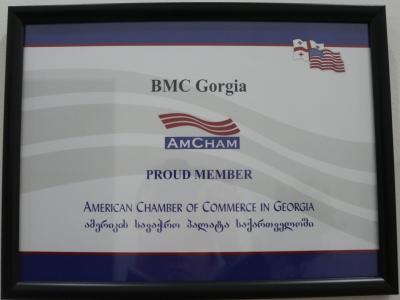 BMC Gorgia
AMCHAM
PROUD MEMBER
AMERICAN CHAMBER OF COMMERCE IN GEORGIA
ამერიკის სავაჭრო პალატა საქართველოში